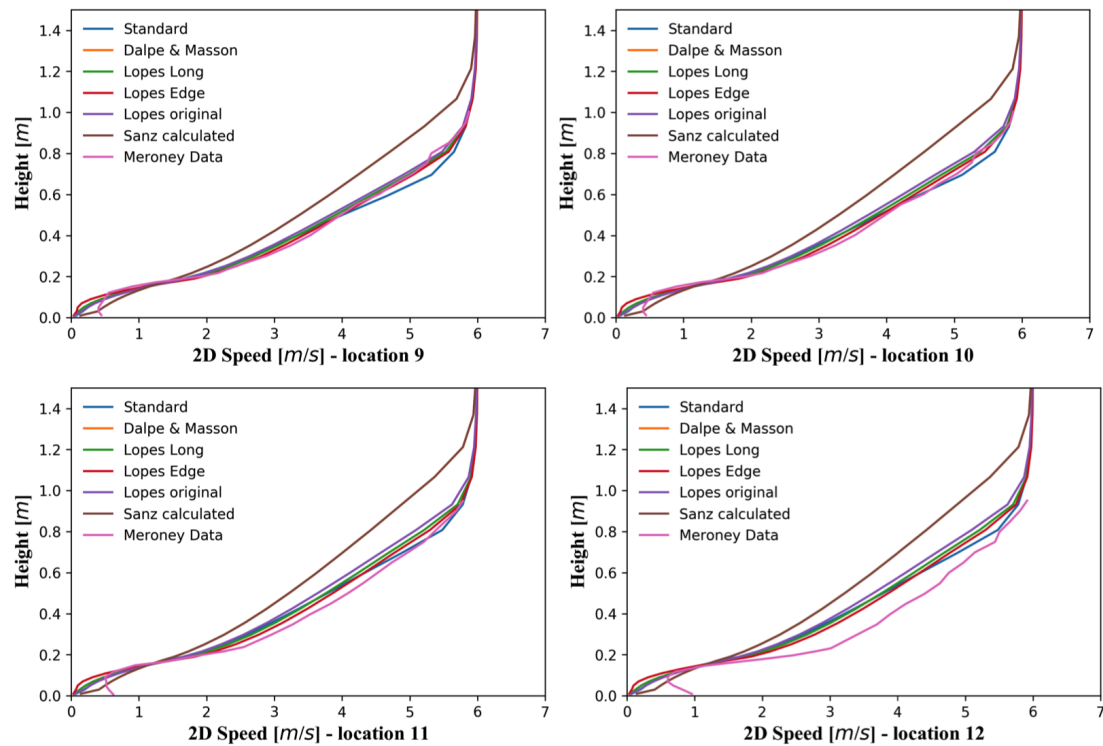 1.4
1.2
1.0
0.8
0.6
0.4
0.2
0.0
Height [m]
Standard
Dalpe & Masson
Lopes Long
Lopes Edge
Lopes original
Sanz calculated
Meroney Data
0 1 2 3 4 5 6 7
2D Speed [m/s] - location 9
1.4
1.2
1.0
0.8
0.6
0.4
0.2
0.0
Height [m]
Standard
Dalpe & Masson
Lopes Long
Lopes Edge
Lopes original
Sanz calculated
Meroney Data
0 1 2 3 4 5 6 7
2D Speed [m/s] - location 10
1.4
1.2
1.0
0.8
0.6
0.4
0.2
0.0
Height [m]
Standard
Dalpe & Masson
Lopes Long
Lopes Edge
Lopes original
Sanz calculated
Meroney Data
0 1 2 3 4 5 6 7
2D Speed [m/s] - location 11
1.4
1.2
1.0
0.8
0.6
0.4
0.2
0.0
Height [m]
Standard
Dalpe & Masson
Lopes Long
Lopes Edge
Lopes original
Sanz calculated
Meroney Data
0 1 2 3 4 5 6 7
2D Speed [m/s] - location 12